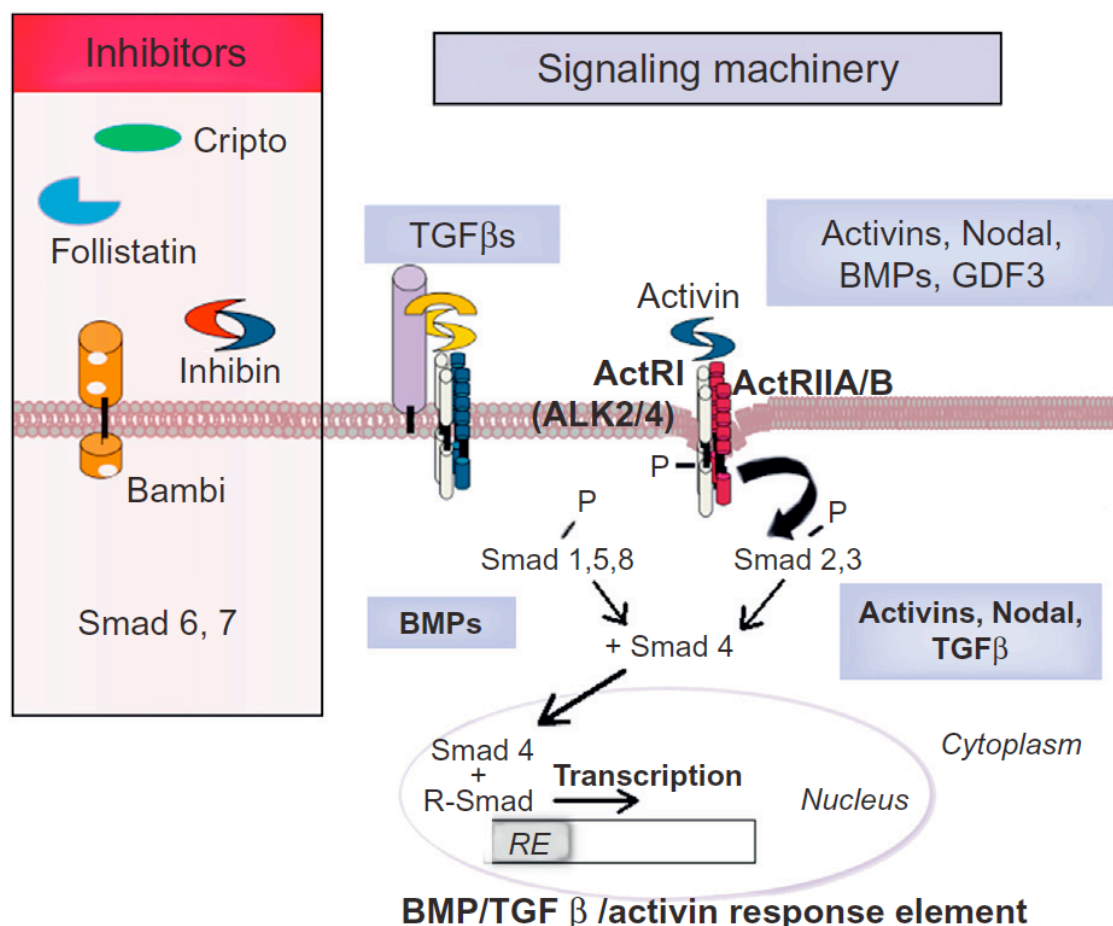 Inhibitors
Cripto
Follistatin
Inhibin
Bambi
Smad 6, 7
Signaling machinery
TGFβs
Activins, Nodal,
BMPs, GDF3
Activin
ActRI
(ALK2/4)
ActRIIA/B
P
P
P
Smad 1,5,8
Smad 2,3
BMPs
+ Smad 4
Activins, Nodal,
TGFβ
Cytoplasm
Smad 4
+
R-Smad
Transcription
Nucleus
RE
BMP/TGF β /activin response element